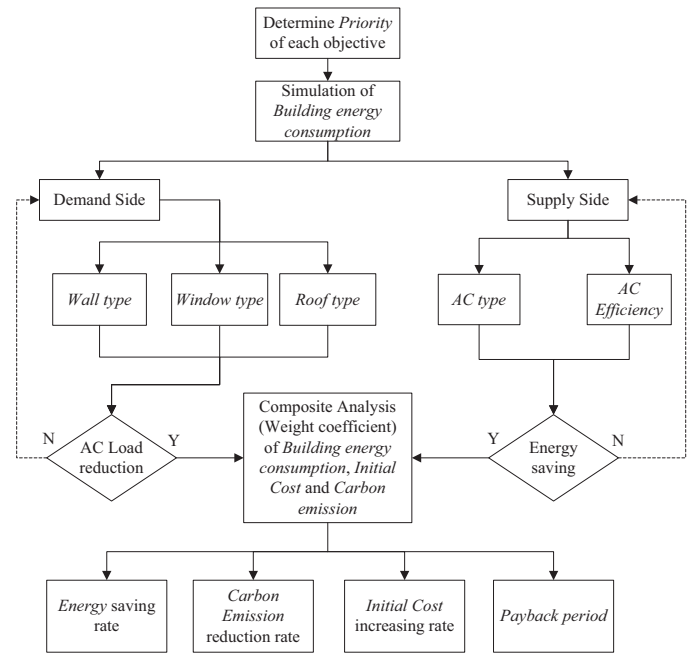 Determine Priority
of each objective
Simulation of
Building energy
consumption
Demand Side
Supply Side
Wall type
Window type
Roof type
AC type
AC
Efficiency
N
AC Load
reduction
Y
Composite Analysis
(Weight coefficient)
of Building energy
consumption, Initial
Cost and Carbon
emission
Y
Energy
saving
N
Energy saving
rate
Carbon
Emission
reduction rate
Initial Cost
increasing rate
Payback period